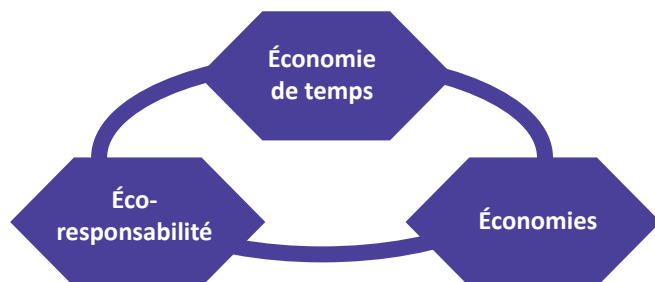 Économie
de temps
Éco-
responsabilité
Économies